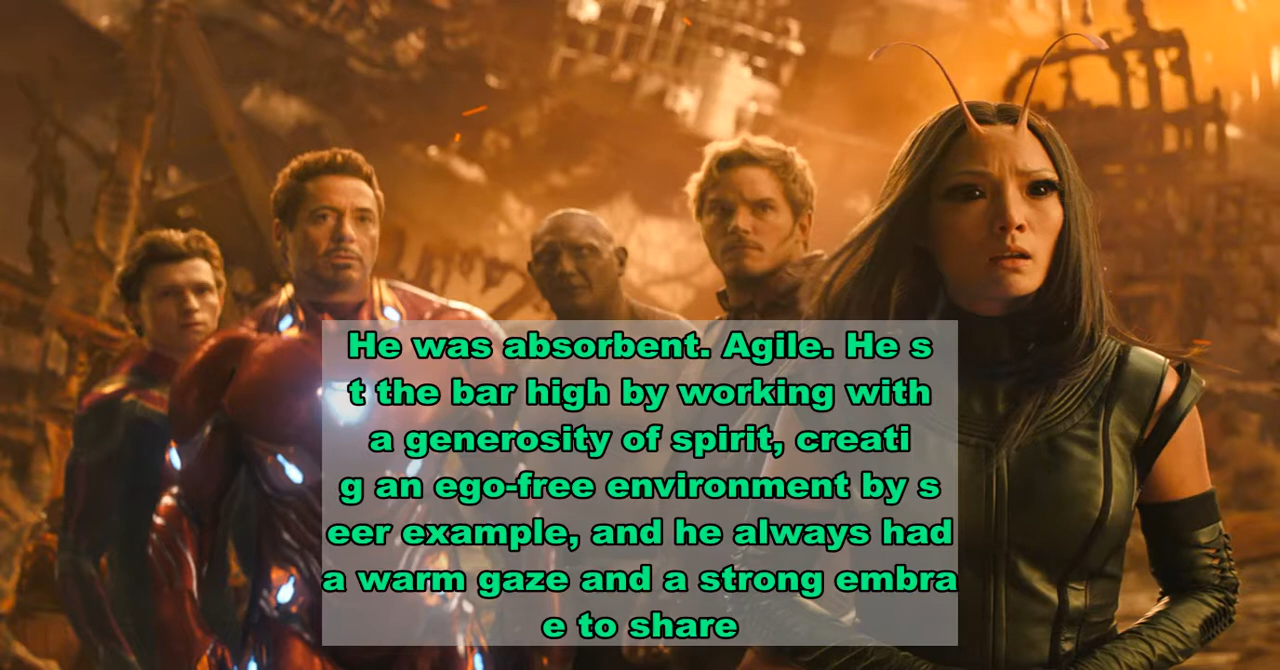 He was absorbent. Agile. He s
t the bar high by working with
a generosity of spirit, creati
g an ego-free environment by s
eer example, and he always had
a warm gaze and a strong embra
e to share